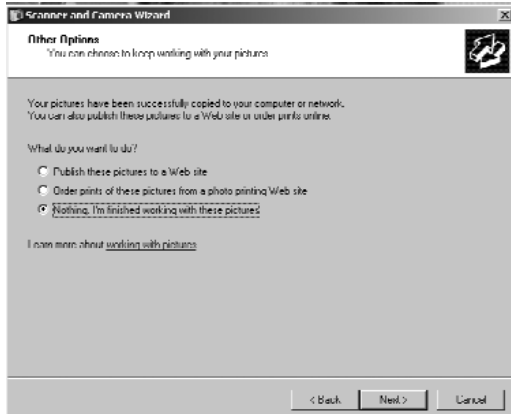 Scanner and Camera Wizard
Other Options
You can choose to keep working with your pictures
Your pictures have been successfully copied to your computer or network.
You can also publish these pictures to a Web site or order prints online.
What do you want to do?
Publish these pictures to a Web site
Order prints of these pictures from a photo printing Web site
Nothing. I'm finished working with these pictures
Learn more about working with pictures
< Back Next > Cancel